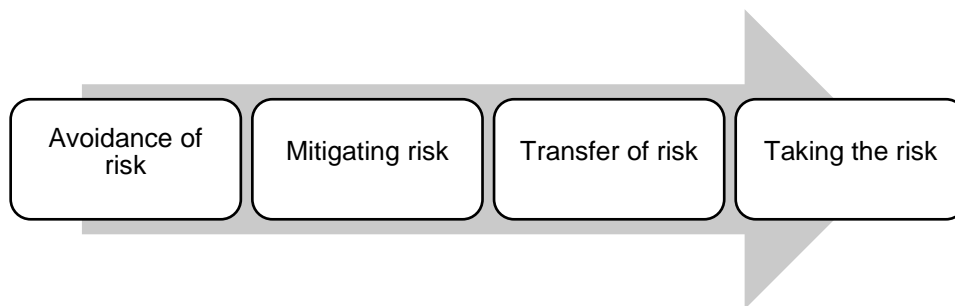 Avoidance of
risk
Mitigating risk
Transfer of risk
Taking the risk